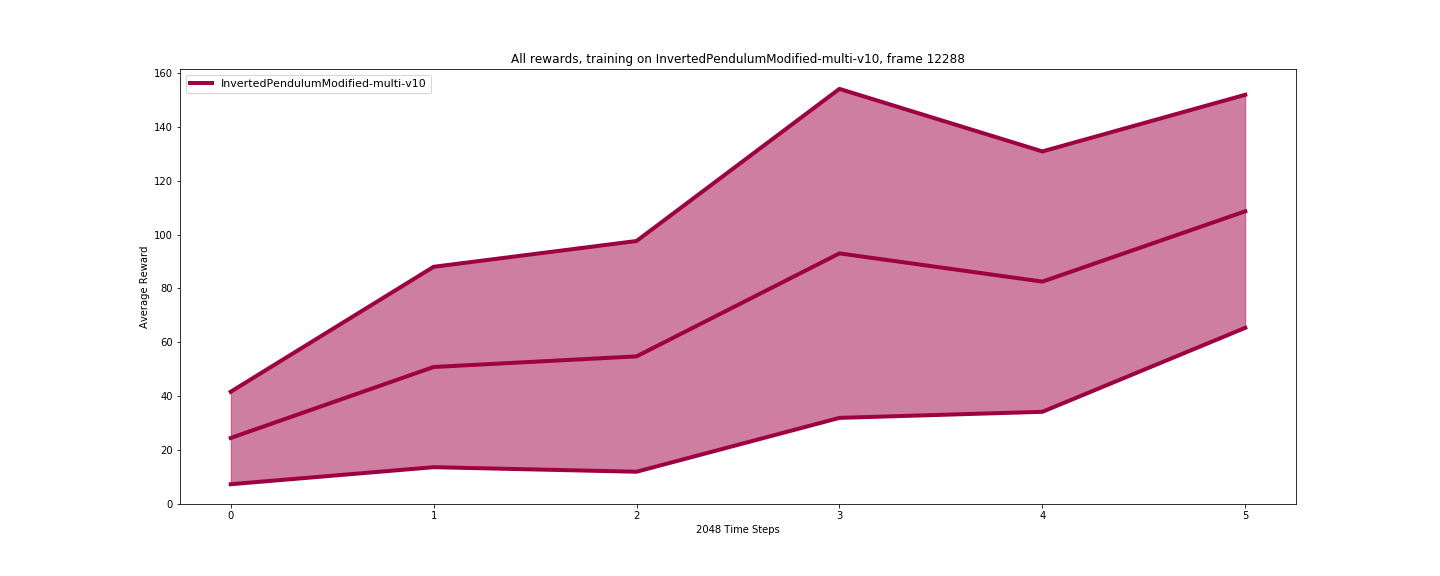 All rewards, training on InvertedPendulumModified-multi-v10, frame 12288
InvertedPendulumModified-multi-v10
160
140
120
100
80
60
40
20
0
Average Reward
0 1 2 3 4 5
2048 Time Steps